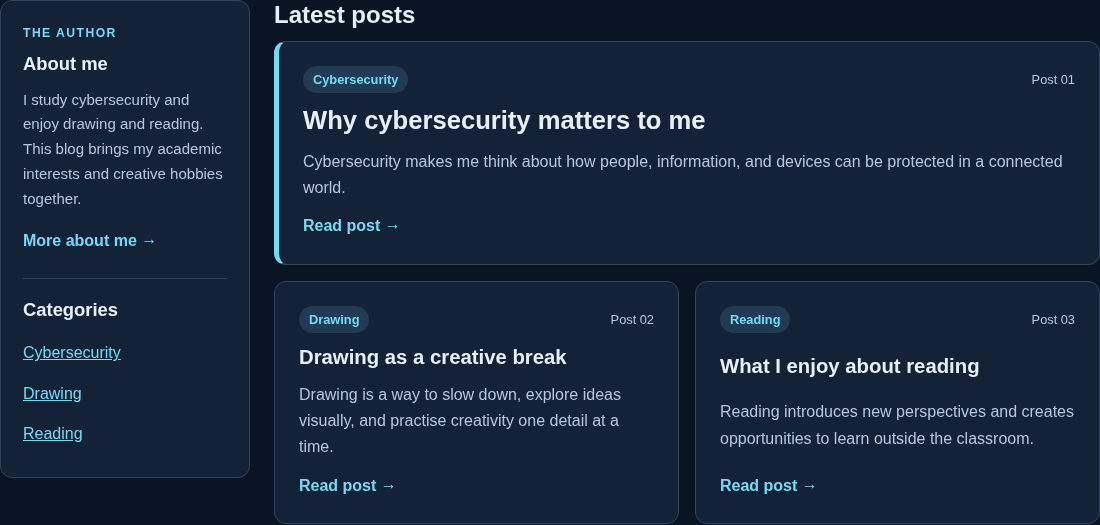 THE AUTHOR
About me
I study cybersecurity and
enjoy drawing and reading.
This blog brings my academic
interests and creative hobbies
together.
More about me →
Categories
Cybersecurity
Drawing
Reading
Latest posts
Cybersecurity
Post 01
Why cybersecurity matters to me
Cybersecurity makes me think about how people, information, and devices can be protected in a connected
world.
Read post →
Drawing
Post 02
Drawing as a creative break
Drawing is a way to slow down, explore ideas
visually, and practise creativity one detail at a
time.
Read post →
Reading
Post 03
What I enjoy about reading
Reading introduces new perspectives and creates
opportunities to learn outside the classroom.
Read post →